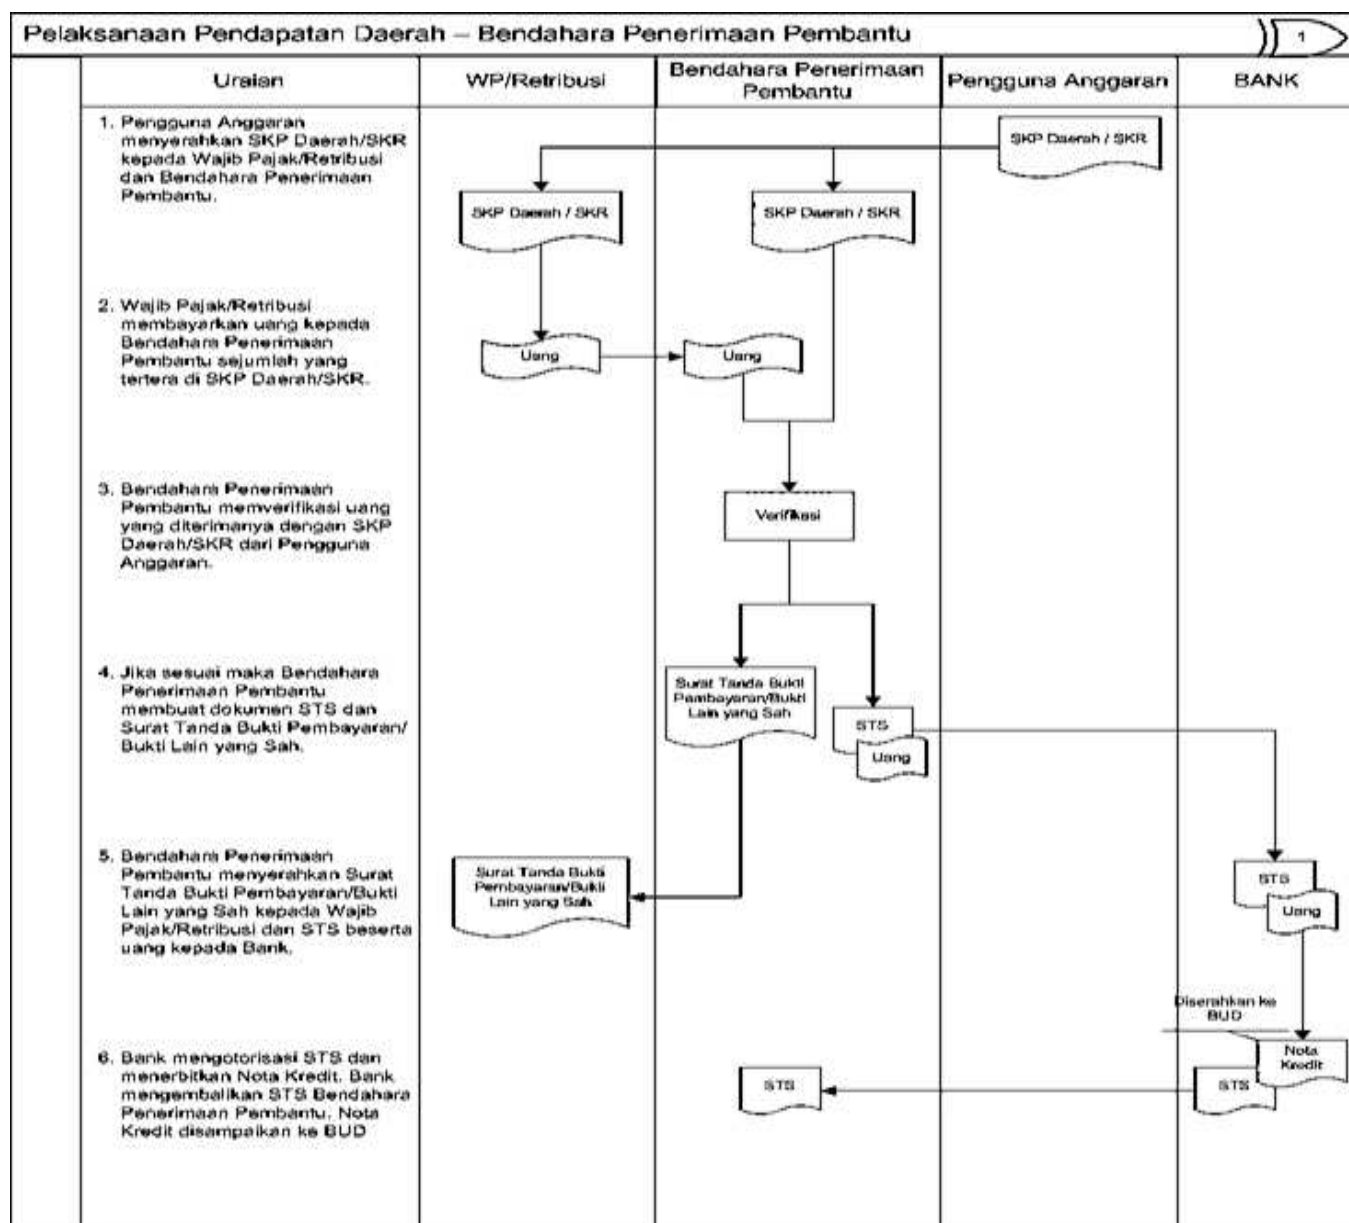 Pelaksanaan Pendapatan Daerah – Bendahara Penerimaan Pembantu
1
Uraian
WP/Retribusi
Bendahara Penerimaan
Pembantu
Pengguna Anggaran
BANK
1. Pengguna Anggaran
menyerahkan SKP Daerah/SKR
kepada Wajib Pajak/Retribusi
dan Bendahara Penerimaan
Pembantu.
SKP Daerah / SKR
SKP Daerah / SKR
SKP Daerah / SKR
2. Wajib Pajak/Retribusi
membayarkan uang kepada
Bendahara Penerimaan
Pembantu sejumlah yang
tertera di SKP Daerah/SKR.
Uang
Uang
3. Bendahara Penerimaan
Pembantu memverifikasi uang
yang diterimanya dengan SKP
Daerah/SKR dari Pengguna
Anggaran.
Verifikasi
4. Jika sesuai maka Bendahara
Penerimaan Pembantu
membuat dokumen STS dan
Surat Tanda Bukti Pembayaran/
Bukti Lain yang Sah.
Surat Tanda Bukti
Pembayaran/Bukti
Lain yang Sah
STS
Uang
5. Bendahara Penerimaan
Pembantu menyerahkan Surat
Tanda Bukti Pembayaran/Bukti
Lain yang Sah kepada Wajib
Pajak/Retribusi dan STS beserta
uang kepada Bank.
Surat Tanda Bukti
Pembayaran/Bukti
Lain yang Sah
STS
Uang
Diserahkan ke
BUD
6. Bank mengotorisasi STS dan
menerbitkan Nota Kredit. Bank
mengembalikan STS Bendahara
Penerimaan Pembantu. Nota
Kredit disampaikan ke BUD
STS
STS
Nota
Kredit